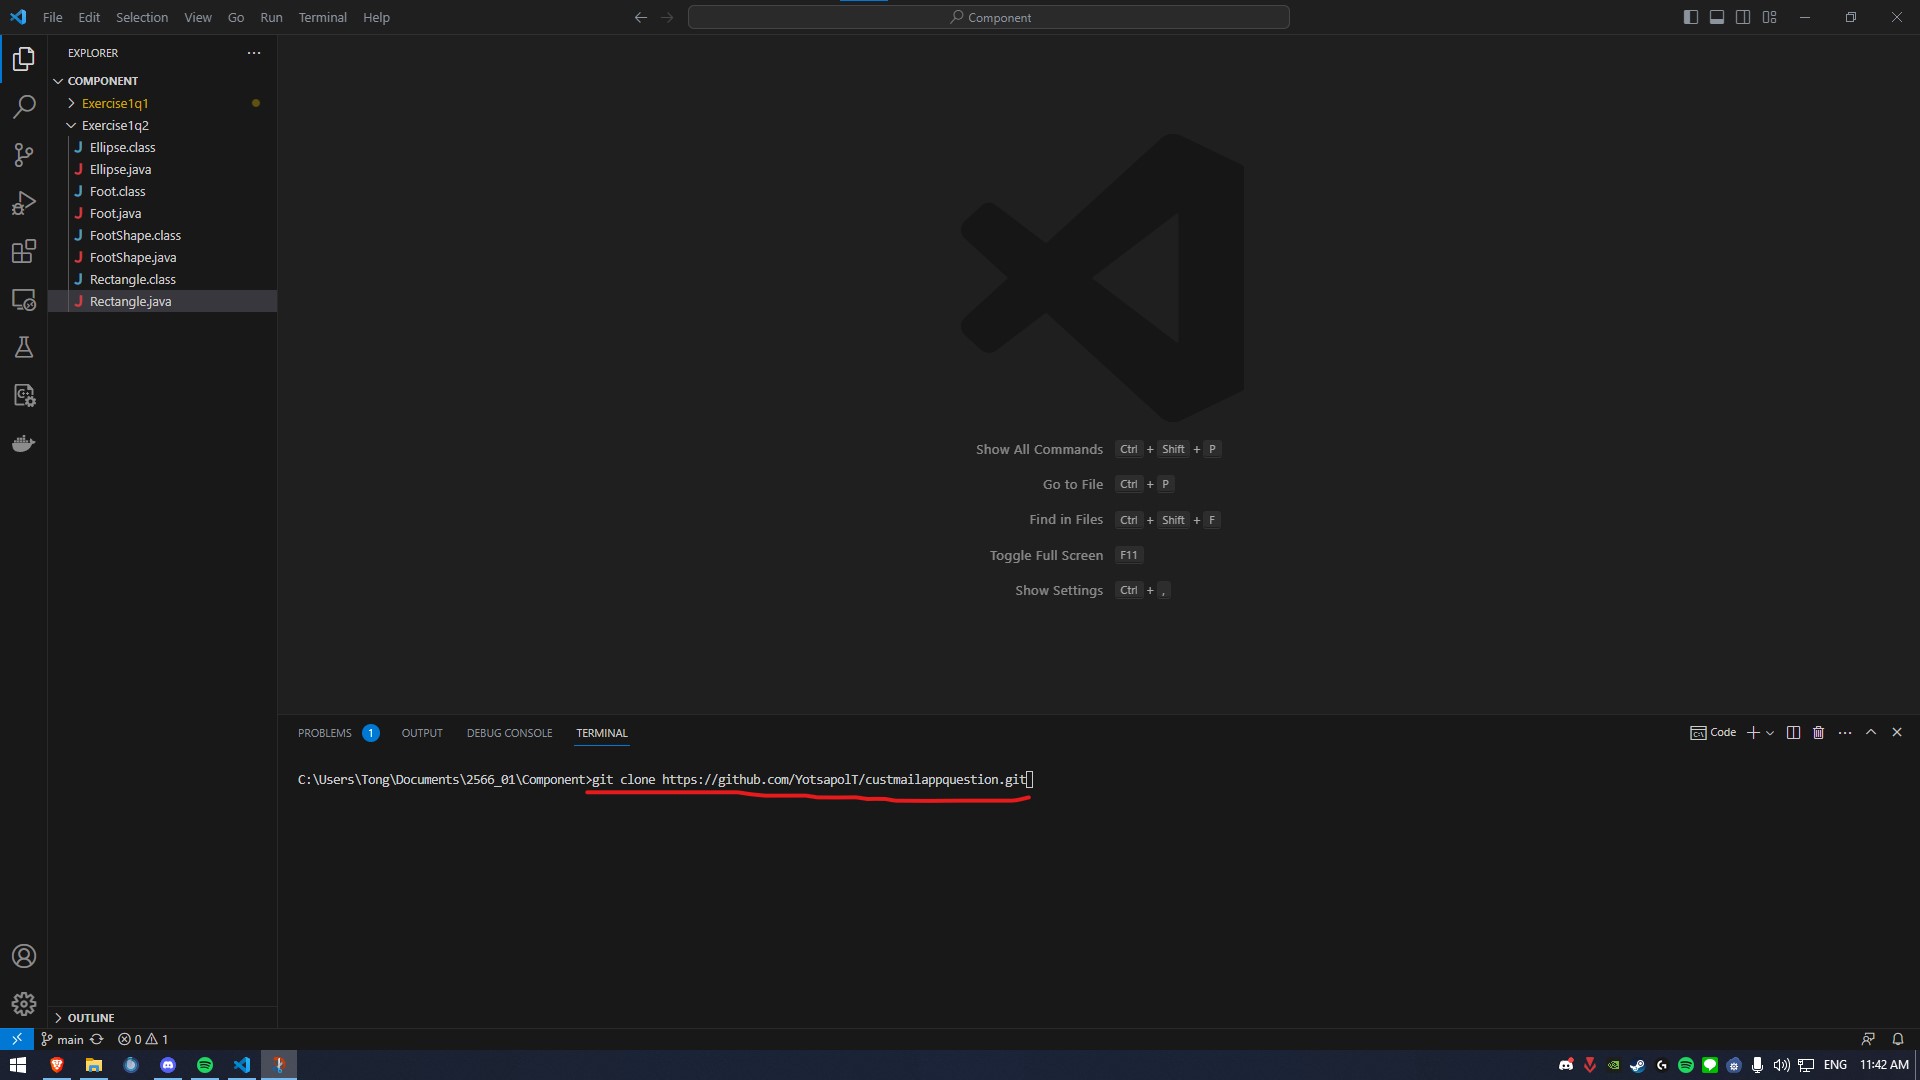 File Edit Selection View Go Run Terminal Help
Component
EXPLORER
COMPONENT
Exercise1q1
Exercise1q2
J Ellipse.class
J Ellipse.java
J Foot.class
J Foot.java
J FootShape.class
J FootShape.java
J Rectangle.class
J Rectangle.java
Show All Commands Ctrl + Shift + P
Go to File Ctrl + P
Find in Files Ctrl + Shift + F
Toggle Full Screen F11
Show Settings Ctrl + ,
PROBLEMS 1 OUTPUT DEBUG CONSOLE TERMINAL
Code
C:\Users\Tong\Documents\2566_01\Component>git clone https://github.com/YotsapolT/custmailappquestion.git
OUTLINE
main 0 1
ENG 11:42 AM